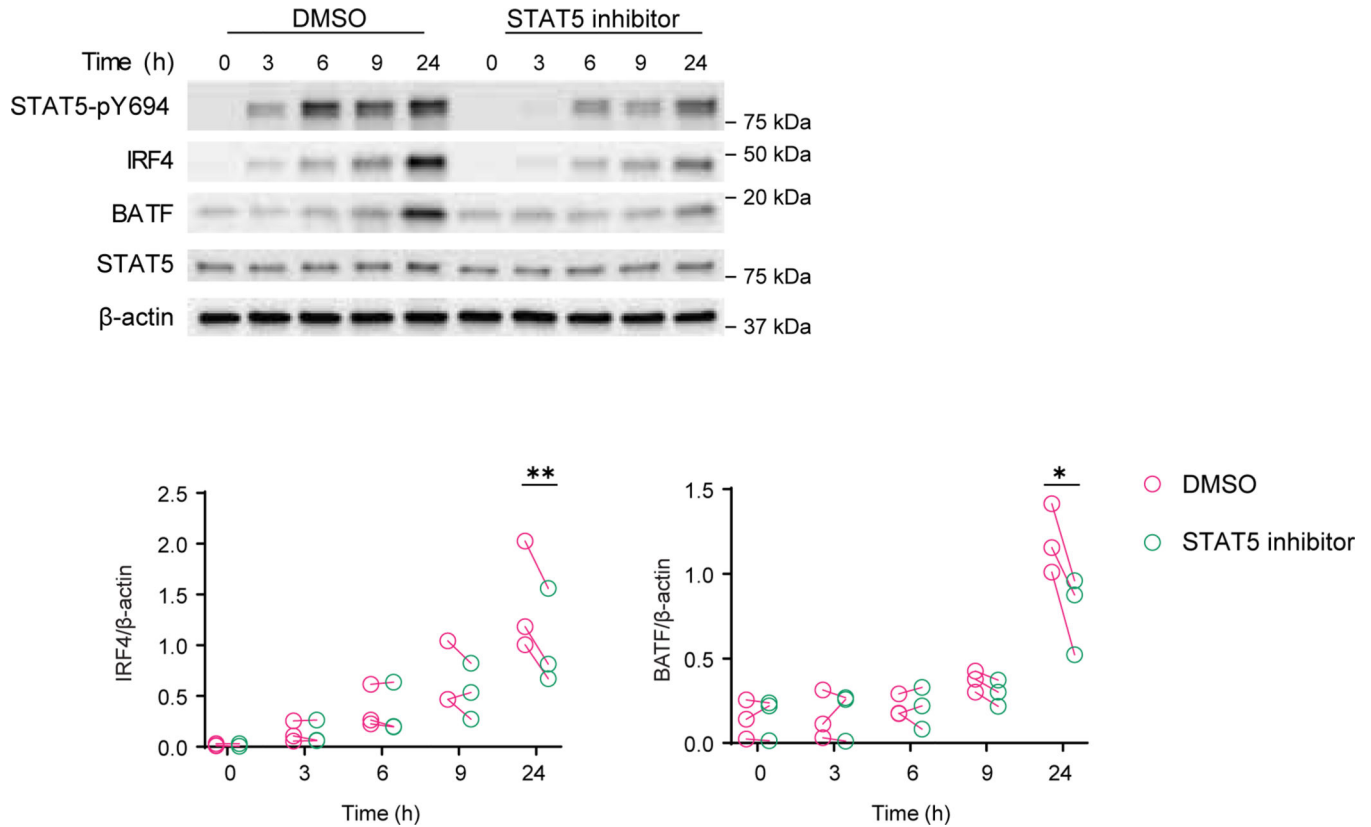 DMSO STAT5 inhibitor
Time (h) 0 3 6 9 24 0 3 6 9 24
STAT5-pY694
– 75 kDa
IRF4
– 50 kDa
BATF
– 20 kDa
STAT5
– 75 kDa
β-actin
– 37 kDa
IRF4/β-actin
2.5
2.0
1.5
1.0
0.5
0.0
**
0 3 6 9 24
Time (h)
BATF/β-actin
1.5
1.0
0.5
0.0
*
0 3 6 9 24
Time (h)
DMSO
STAT5 inhibitor